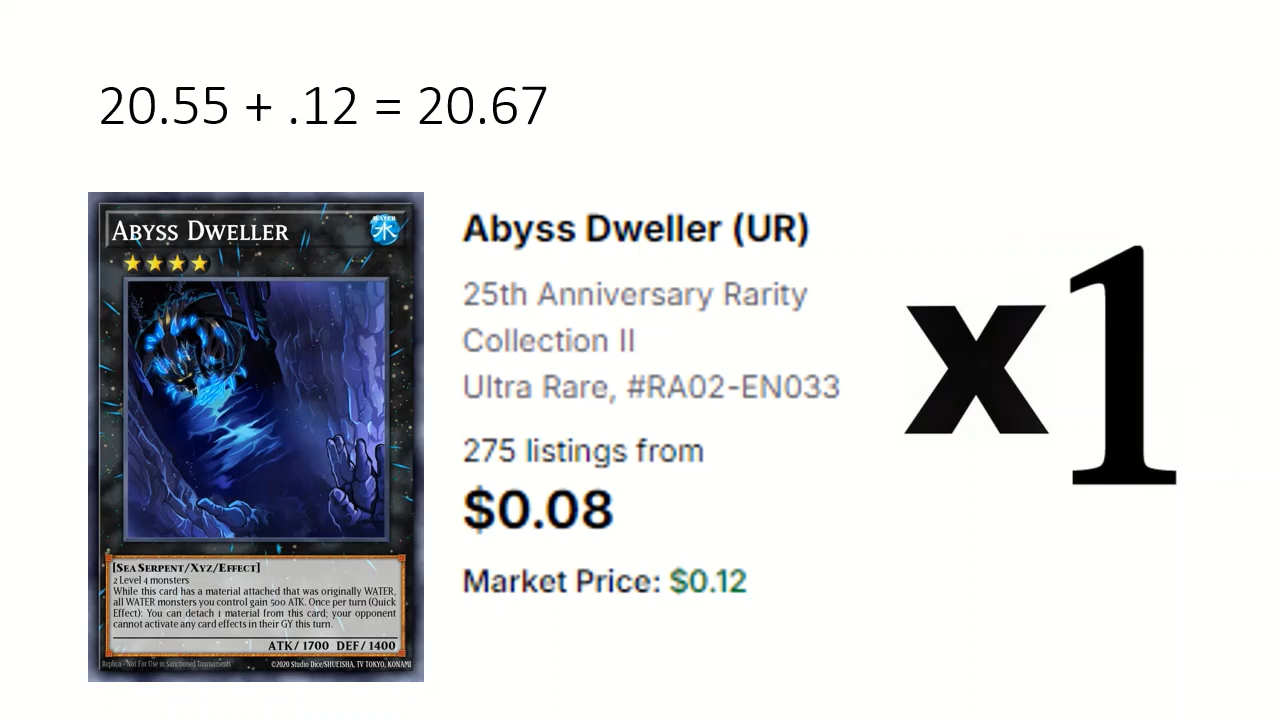 20.55 + .12 = 20.67
ABYSS DWELLER
WATER
水
[SEA SERPENT/XYZ/EFFECT]
2 Level 4 monsters
While this card has a material attached that was originally WATER,
all WATER monsters you control gain 500 ATK. Once per turn (Quick
Effect): You can detach 1 material from this card; your opponent
cannot activate any card effects in their GY this turn.
ATK/ 1700 DEF/ 1400
Replica - Not For Use in Sanctioned Tournaments
©2020 Studio Dice/SHUEISHA, TV TOKYO, KONAMI
Abyss Dweller (UR)
25th Anniversary Rarity
Collection II
Ultra Rare, #RA02-EN033
275 listings from
$0.08
Market Price: $0.12
x1